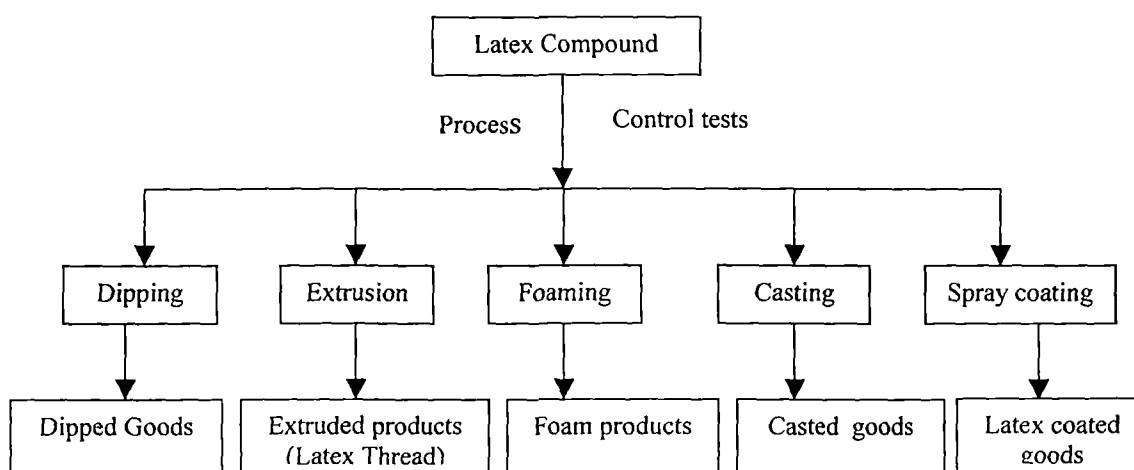 Latex Compound
Process
Control tests
Dipping
Extrusion
Foaming
Casting
Spray coating
Dipped Goods
Extruded products
(Latex Thread)
Foam products
Casted goods
Latex coated
goods